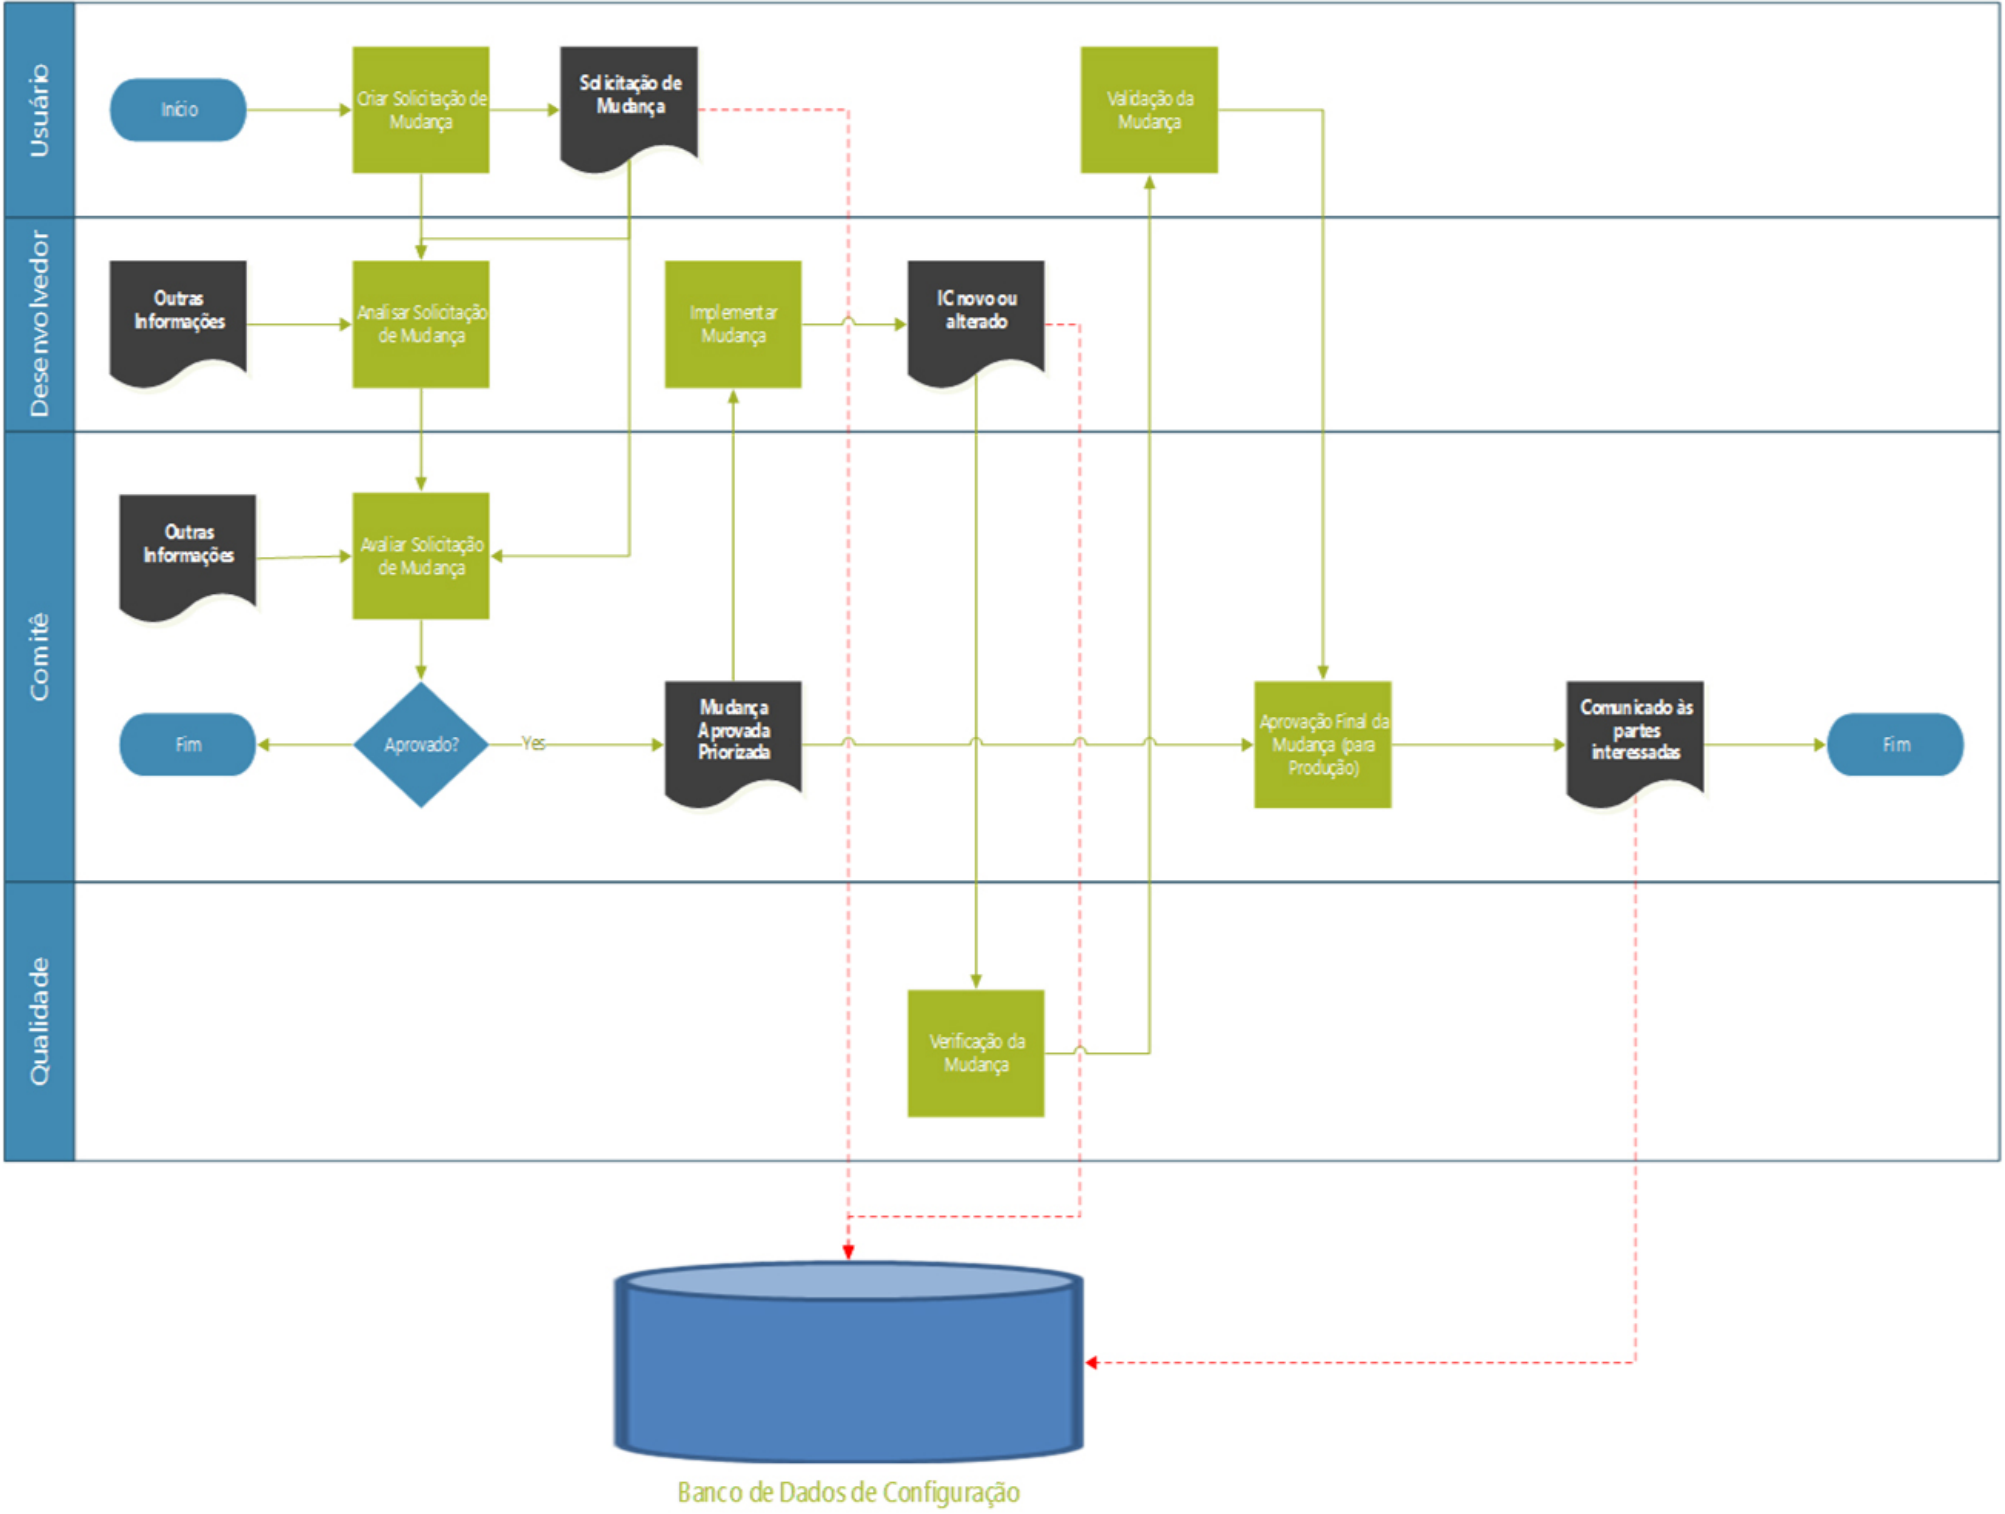 Usuário
Início
Criar Solicitação de
Mudança
Solicitação de
Mudança
Validação da
Mudança
Desenvolvedor
Outras
Informações
Analisar Solicitação
de Mudança
Implementar
Mudança
IC novo ou
alterado
Comitê
Outras
Informações
Avaliar Solicitação
de Mudança
Fim
Aprovado?
Yes
Mudança
Aprovada
Priorizada
Aprovação Final da
Mudança (para
Produção)
Comunicado às
partes
interessadas
Fim
Qualidade
Verificação da
Mudança
Banco de Dados de Configuração